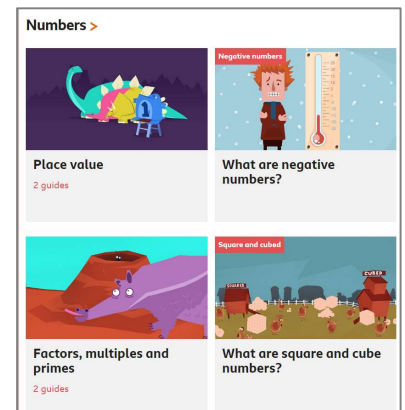 Numbers >
Negative numbers
Place value
2 guides
What are negative
numbers?
Square and cubed
SQUARED
CUBED
Factors, multiples and
primes
2 guides
What are square and cube
numbers?